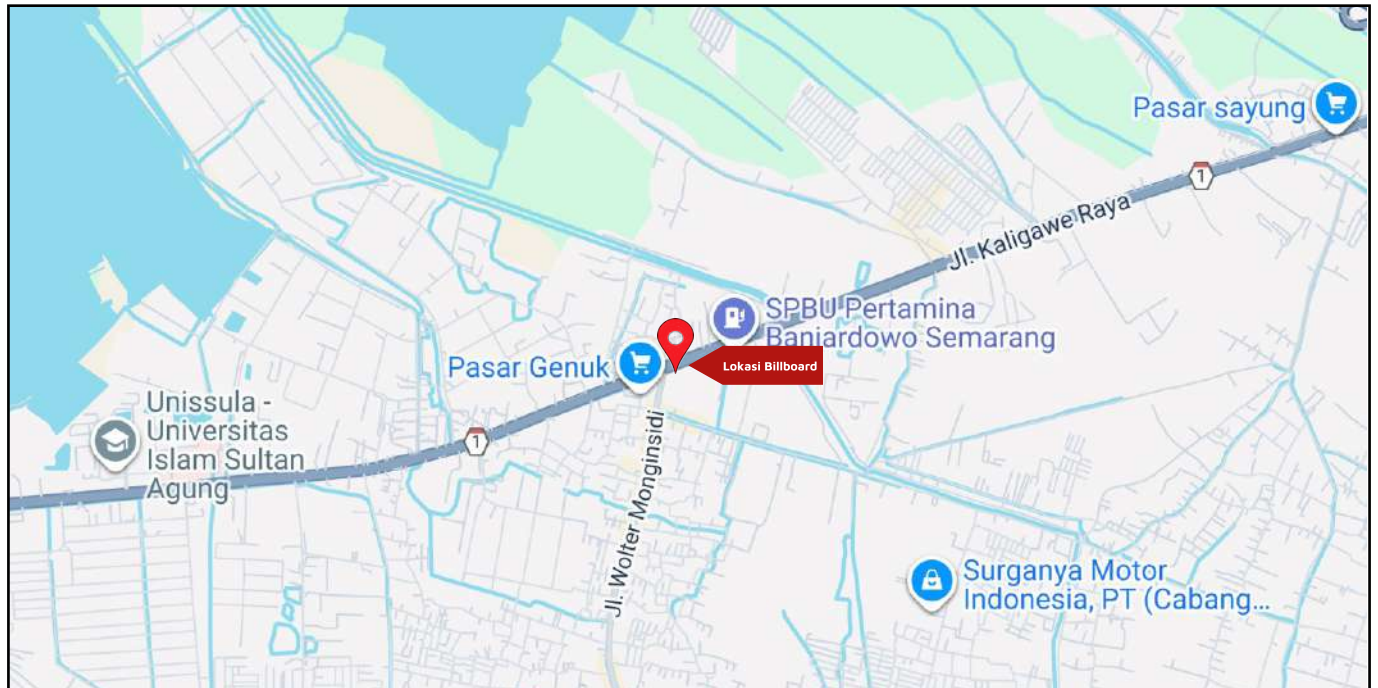 Pasar sayung
1
Jl. Kaligawe Raya
SPBU Pertamina
Banjardowo Semarang
Lokasi Billboard
Pasar Genuk
Unissula -
Universitas
Islam Sultan
Agung
1
Jl. Wolter Monginsidi
Surganya Motor
Indonesia, PT (Cabang...